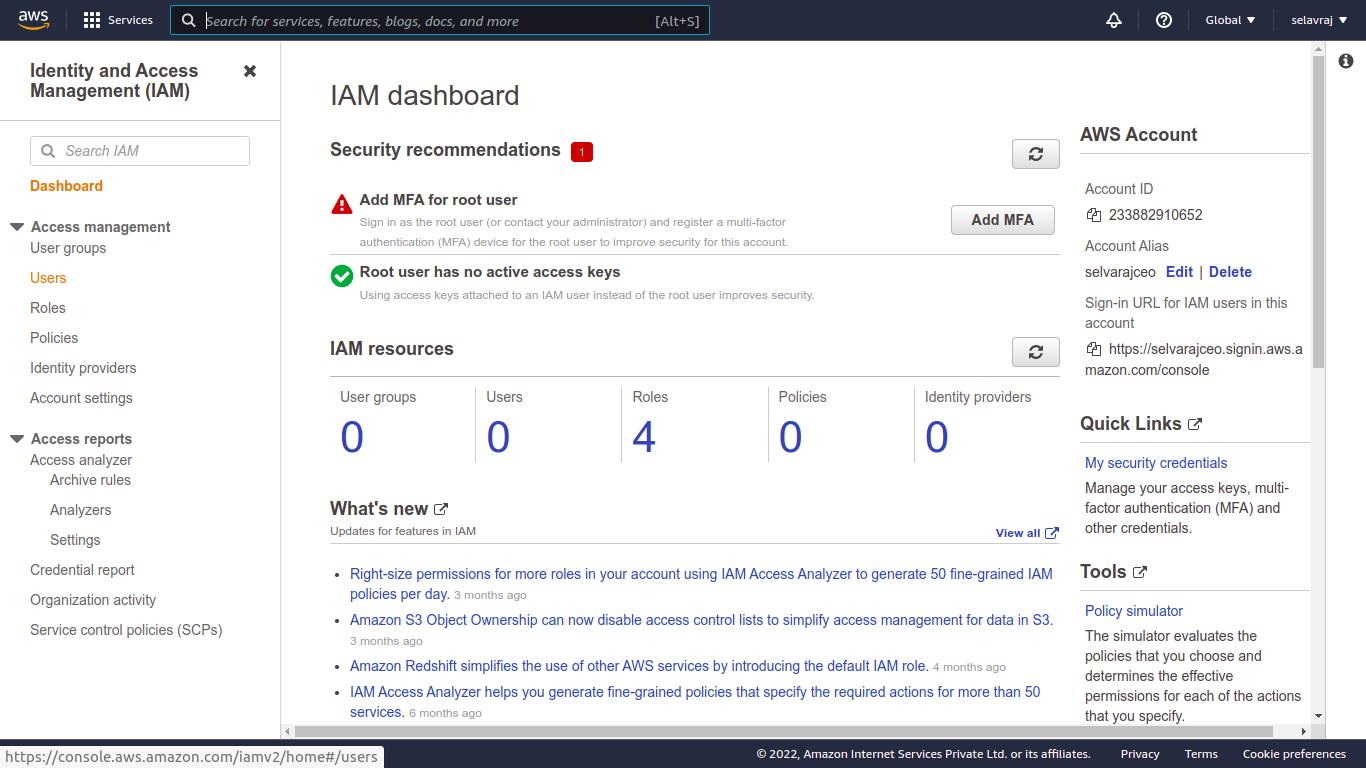 aws
Services
Search for services, features, blogs, docs, and more
[Alt+S]
Global
selavraj
Identity and Access
Management (IAM)
Search IAM
Dashboard
Access management
User groups
Users
Roles
Policies
Identity providers
Account settings
Access reports
Access analyzer
Archive rules
Analyzers
Settings
Credential report
Organization activity
Service control policies (SCPs)
IAM dashboard
Security recommendations 1
Add MFA for root user
Sign in as the root user (or contact your administrator) and register a multi-factor
authentication (MFA) device for the root user to improve security for this account.
Add MFA
Root user has no active access keys
Using access keys attached to an IAM user instead of the root user improves security.
IAM resources
User groups
0
Users
0
Roles
4
Policies
0
Identity providers
0
What's new
Updates for features in IAM
View all
Right-size permissions for more roles in your account using IAM Access Analyzer to generate 50 fine-grained IAM
policies per day. 3 months ago
Amazon S3 Object Ownership can now disable access control lists to simplify access management for data in S3.
3 months ago
Amazon Redshift simplifies the use of other AWS services by introducing the default IAM role. 4 months ago
IAM Access Analyzer helps you generate fine-grained policies that specify the required actions for more than 50
services. 6 months ago
AWS Account
Account ID
233882910652
Account Alias
selvarajceo Edit | Delete
Sign-in URL for IAM users in this
account
https://selvarajceo.signin.aws.a
mazon.com/console
Quick Links
My security credentials
Manage your access keys, multi-
factor authentication (MFA) and
other credentials.
Tools
Policy simulator
The simulator evaluates the
policies that you choose and
determines the effective
permissions for each of the actions
that you specify.
https://console.aws.amazon.com/iamv2/home#/users
© 2022, Amazon Internet Services Private Ltd. or its affiliates.
Privacy
Terms
Cookie preferences